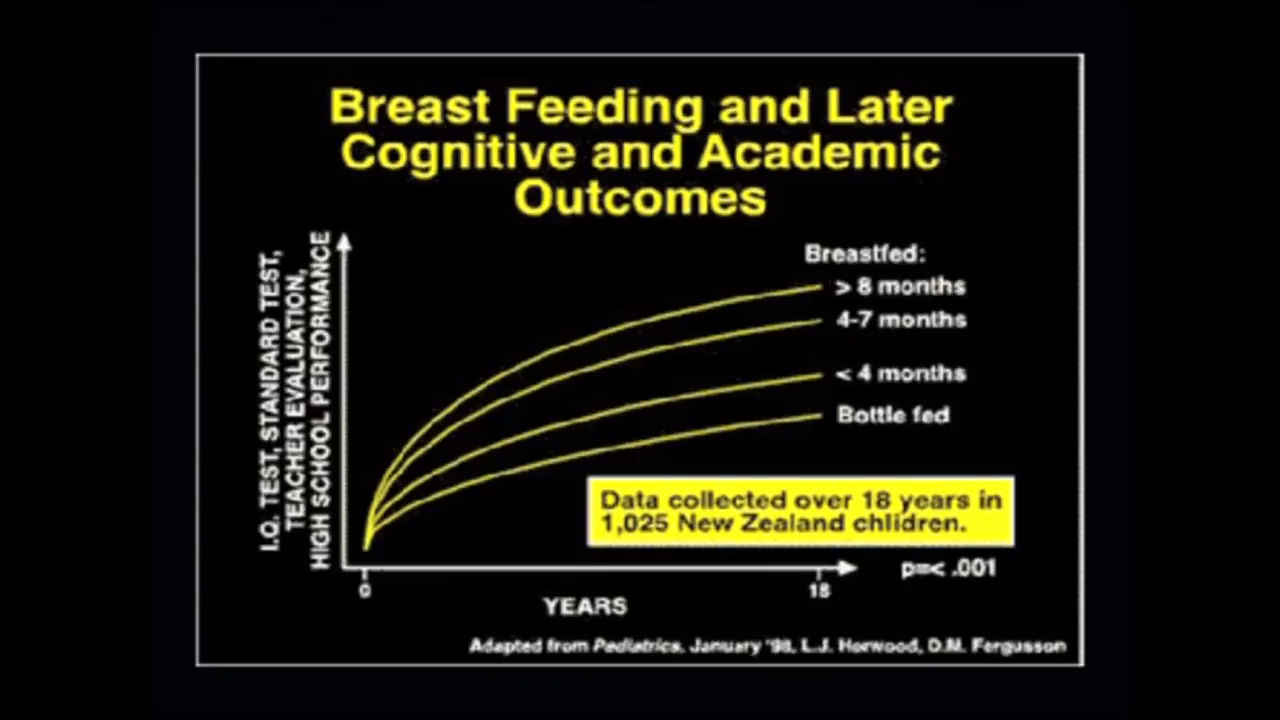 Breast Feeding and Later
Cognitive and Academic
Outcomes
I.Q. TEST, STANDARD TEST,
TEACHER EVALUATION,
HIGH SCHOOL PERFORMANCE
Breastfed:
> 8 months
4-7 months
< 4 months
Bottle fed
Data collected over 18 years in
1,025 New Zealand chlidren.
0
18
p=< .001
YEARS
Adapted from Pediatrics, January '98, L.J. Horwood, D.M. Fergusson